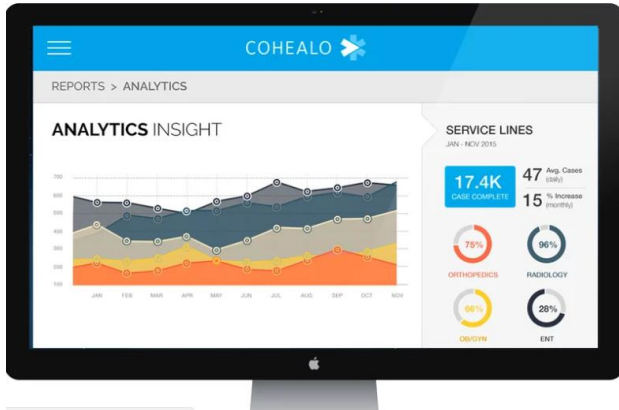 COHEALO
REPORTS > ANALYTICS
ANALYTICS INSIGHT
700
600
500
400
300
200
100
JAN FEB MAR APR MAY JUN JUL AUG SEP OCT NOV
SERVICE LINES
JAN - NOV 2015
17.4K
CASE COMPLETE
47 Avg. Cases
(daily)
15 % Increase
(monthly)
75%
ORTHOPEDICS
96%
RADIOLOGY
66%
OB/GYN
28%
ENT